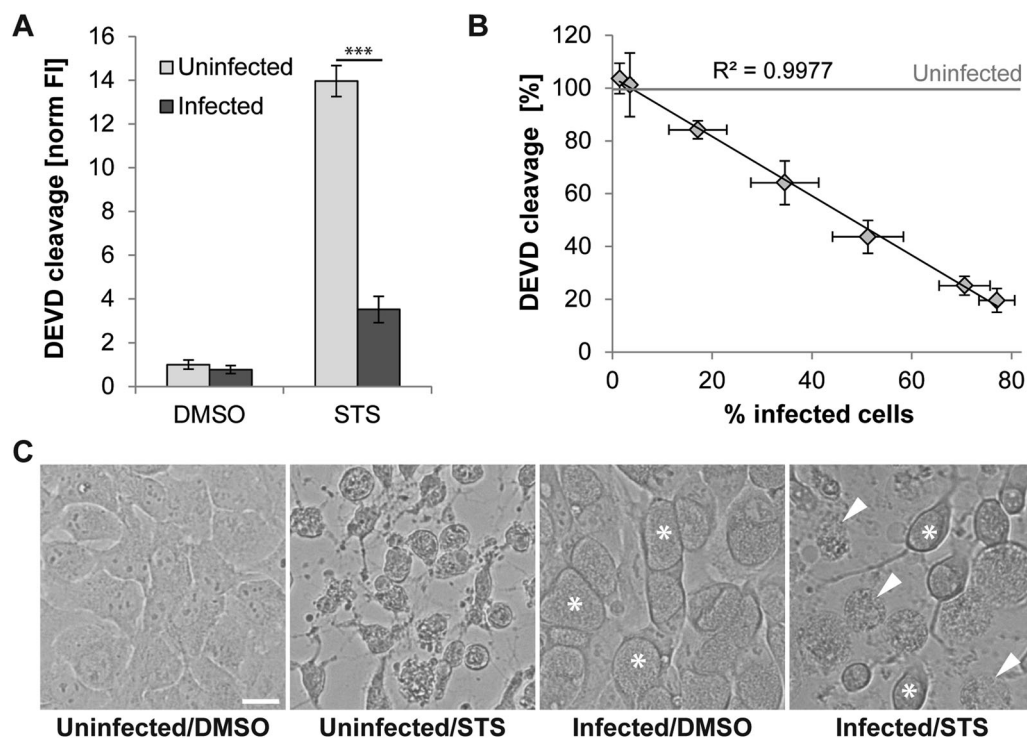 A
DEVD cleavage [norm FI]
16
14
12
10
8
6
4
2
0
Uninfected
Infected
***
DMSO
STS
B
DEVD cleavage [%]
120
100
80
60
40
20
0
R² = 0.9977
Uninfected
0 20 40 60 80
% infected cells
C
* * * * *
Uninfected/DMSO Uninfected/STS Infected/DMSO Infected/STS